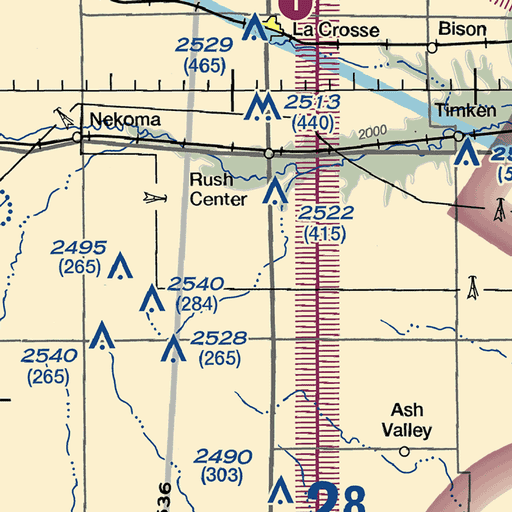 1
La Crosse
Bison
2529
(465)
2513
(440)
Timken
Nekoma
2000
Rush
Center
2522
(415)
2495
(265)
2540
(284)
2528
(265)
2540
(265)
Ash
Valley
2490
(303)
28